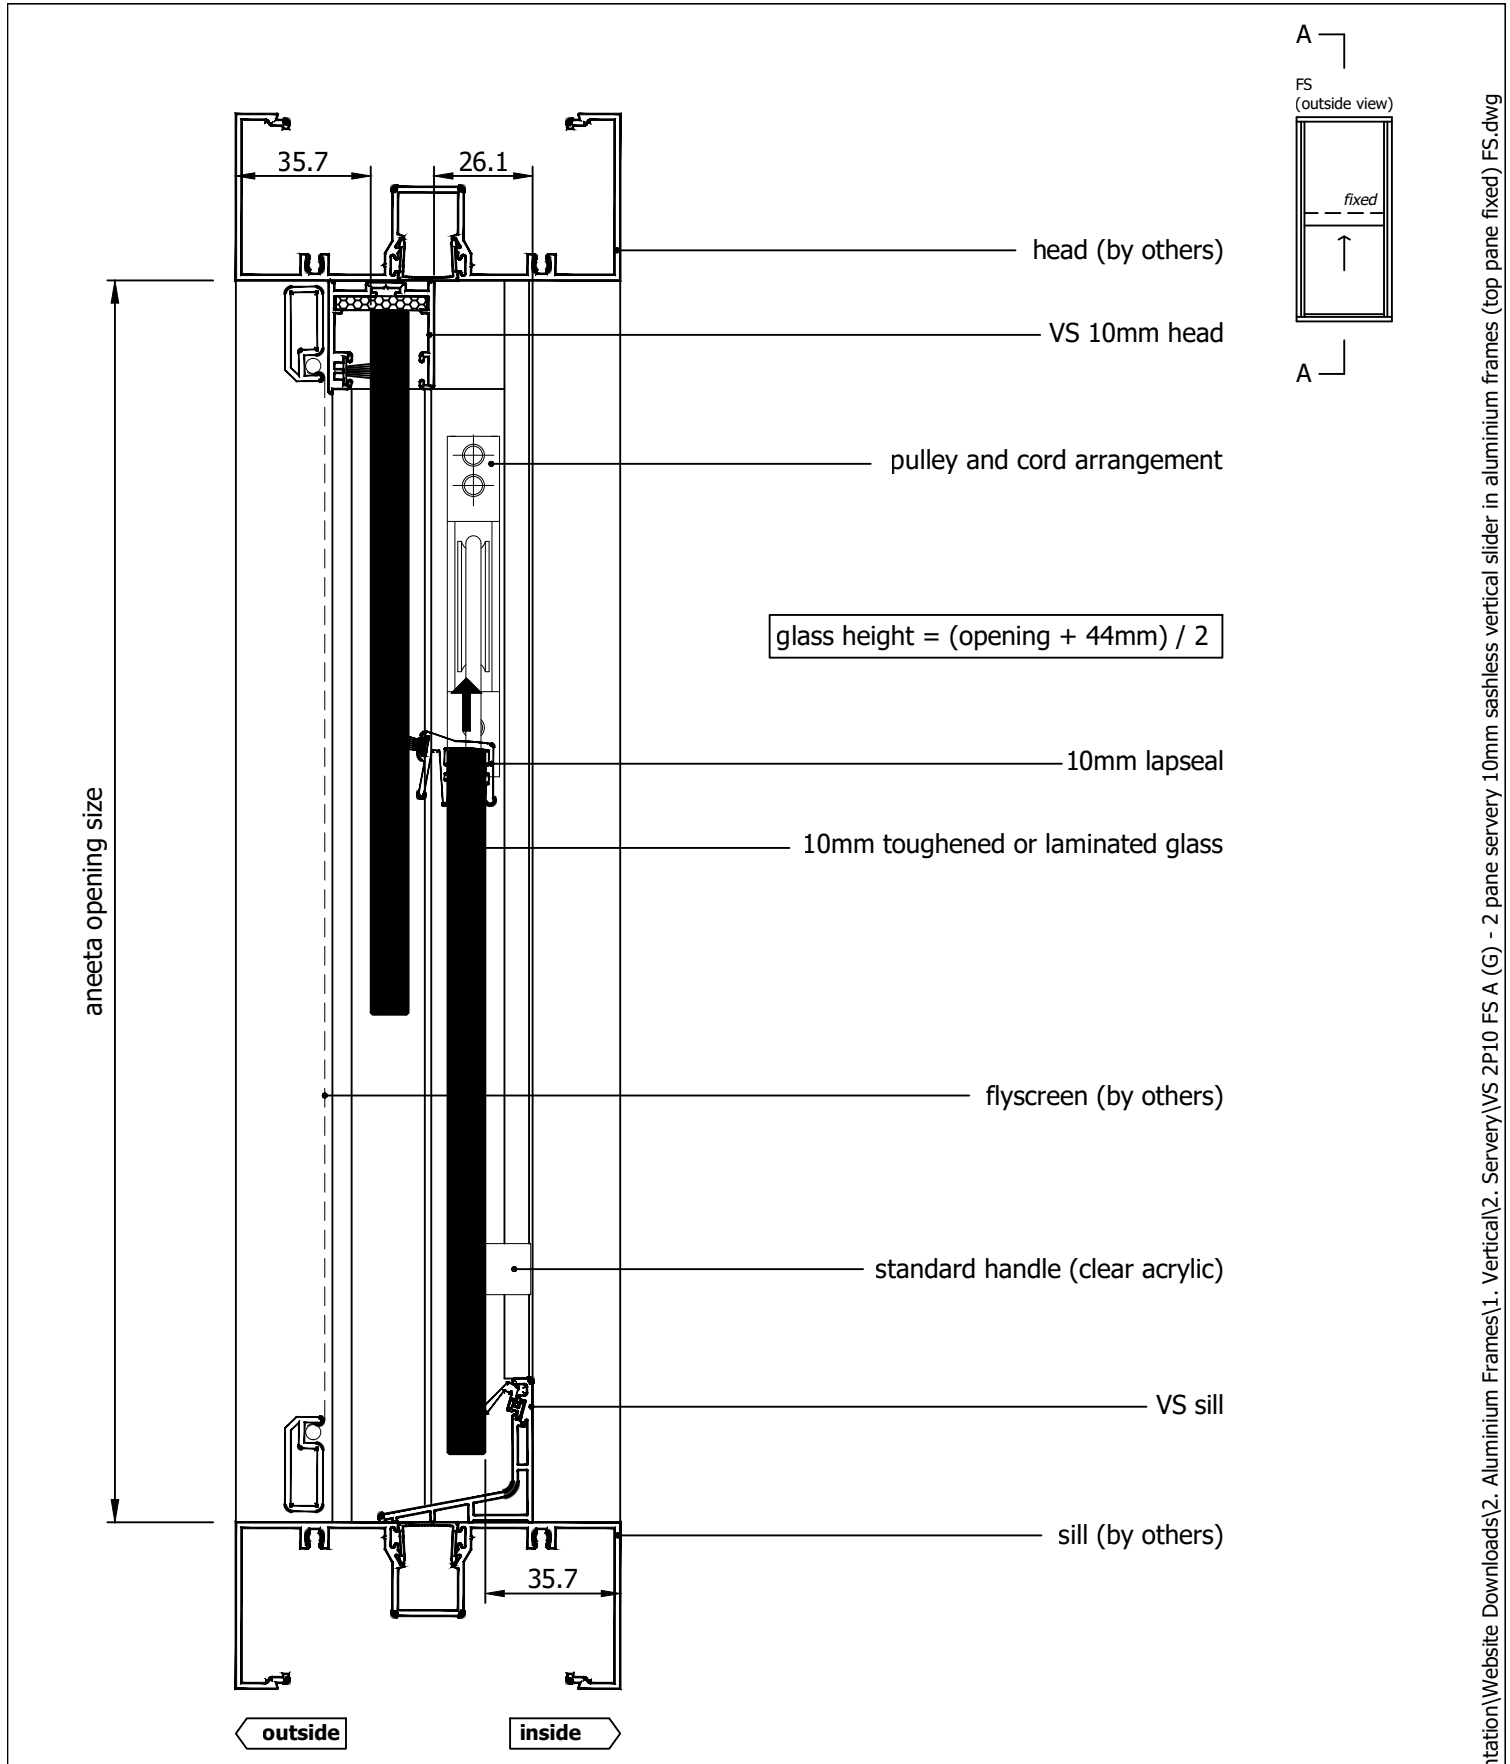 A
FS
(outside view)
fixed
A
35.7
26.1
head (by others)
VS 10mm head
pulley and cord arrangement
glass height = (opening + 44mm) / 2
10mm lapseal
10mm toughened or laminated glass
aneeta opening size
flyscreen (by others)
standard handle (clear acrylic)
VS sill
sill (by others)
35.7
outside
inside
ntation\Website Downloads\2. Aluminium Frames\1. Vertical\2. Servery\VS 2P10 FS A (G) - 2 pane servery 10mm sashless vertical slider in aluminium frames (top pane fixed) FS.dwg